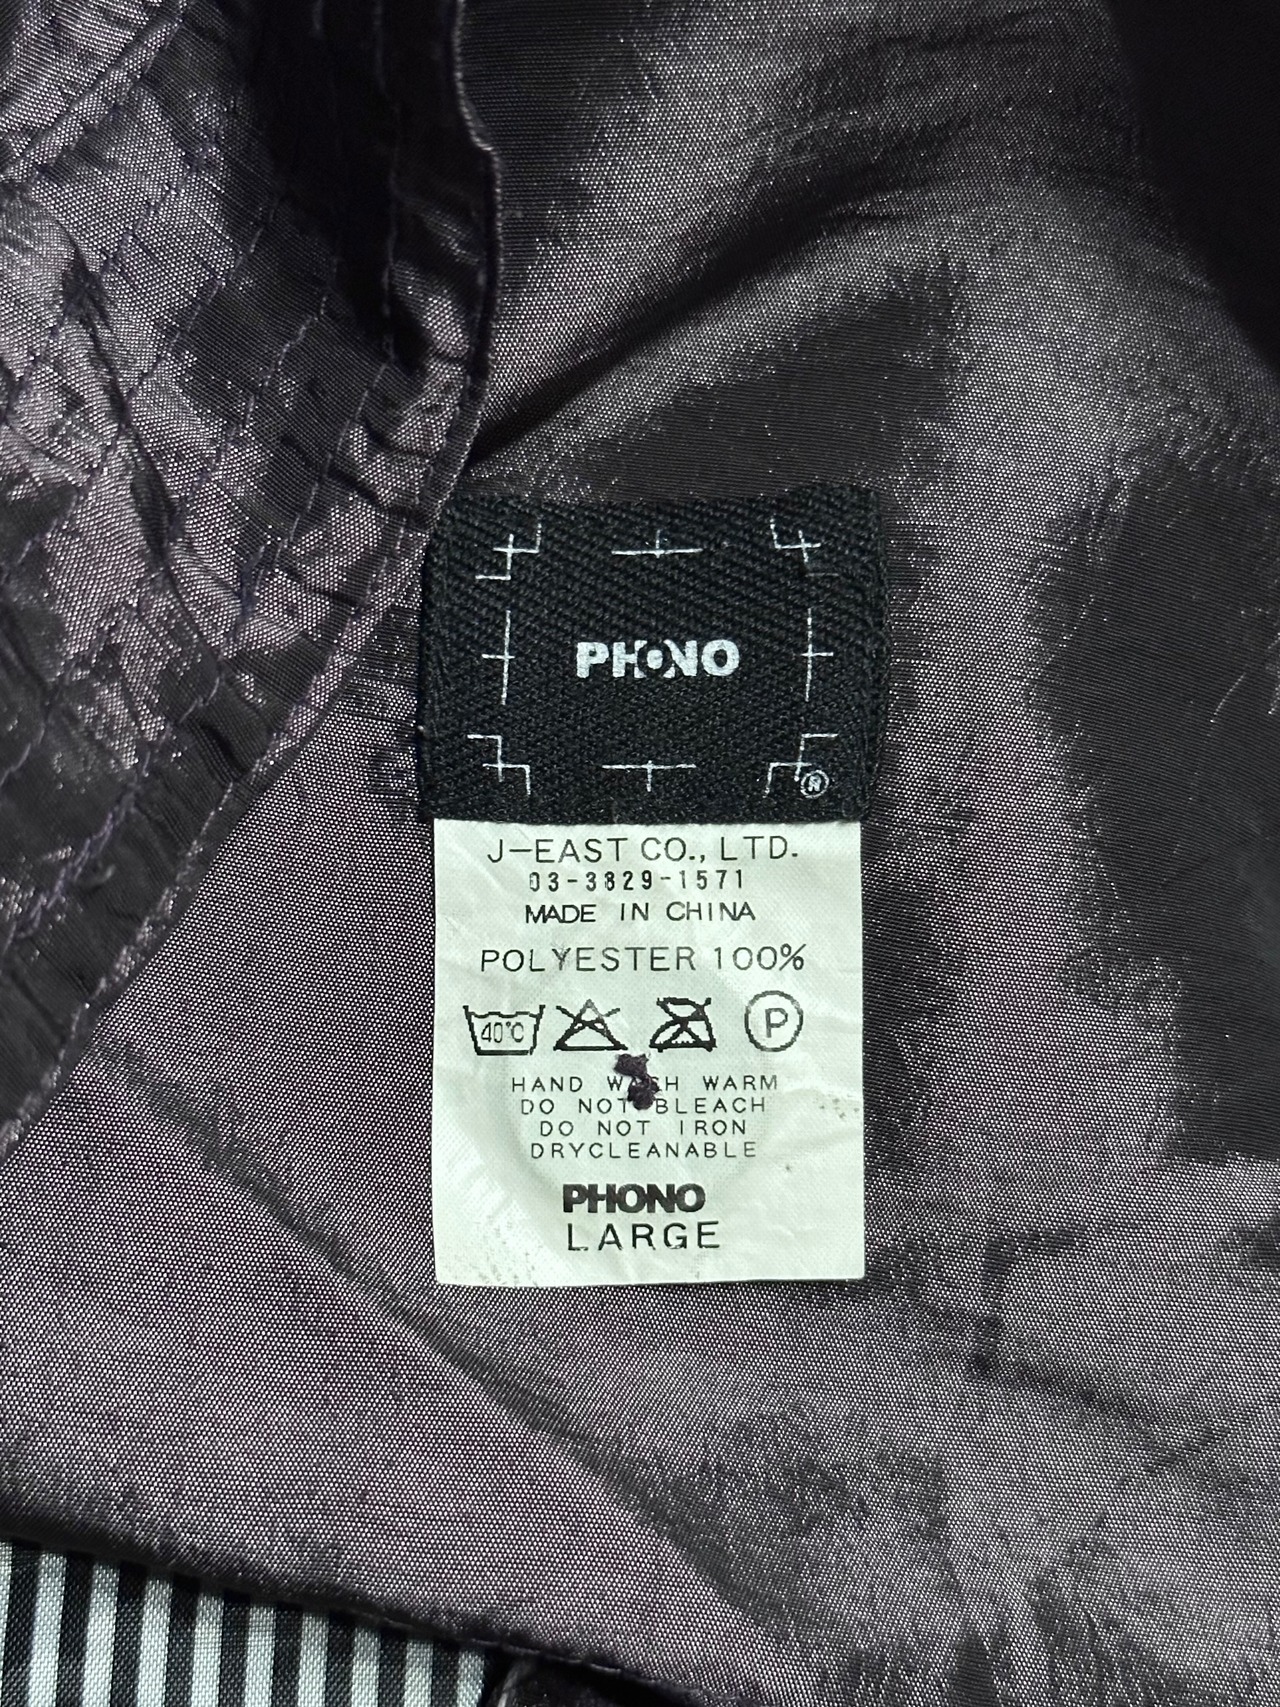 PHONO
®
J-EAST CO., LTD.
03-3829-1571
MADE IN CHINA
POLYESTER 100%
40℃ P
HAND WASH WARM
DO NOT BLEACH
DO NOT IRON
DRYCLEANABLE
PHONO
LARGE